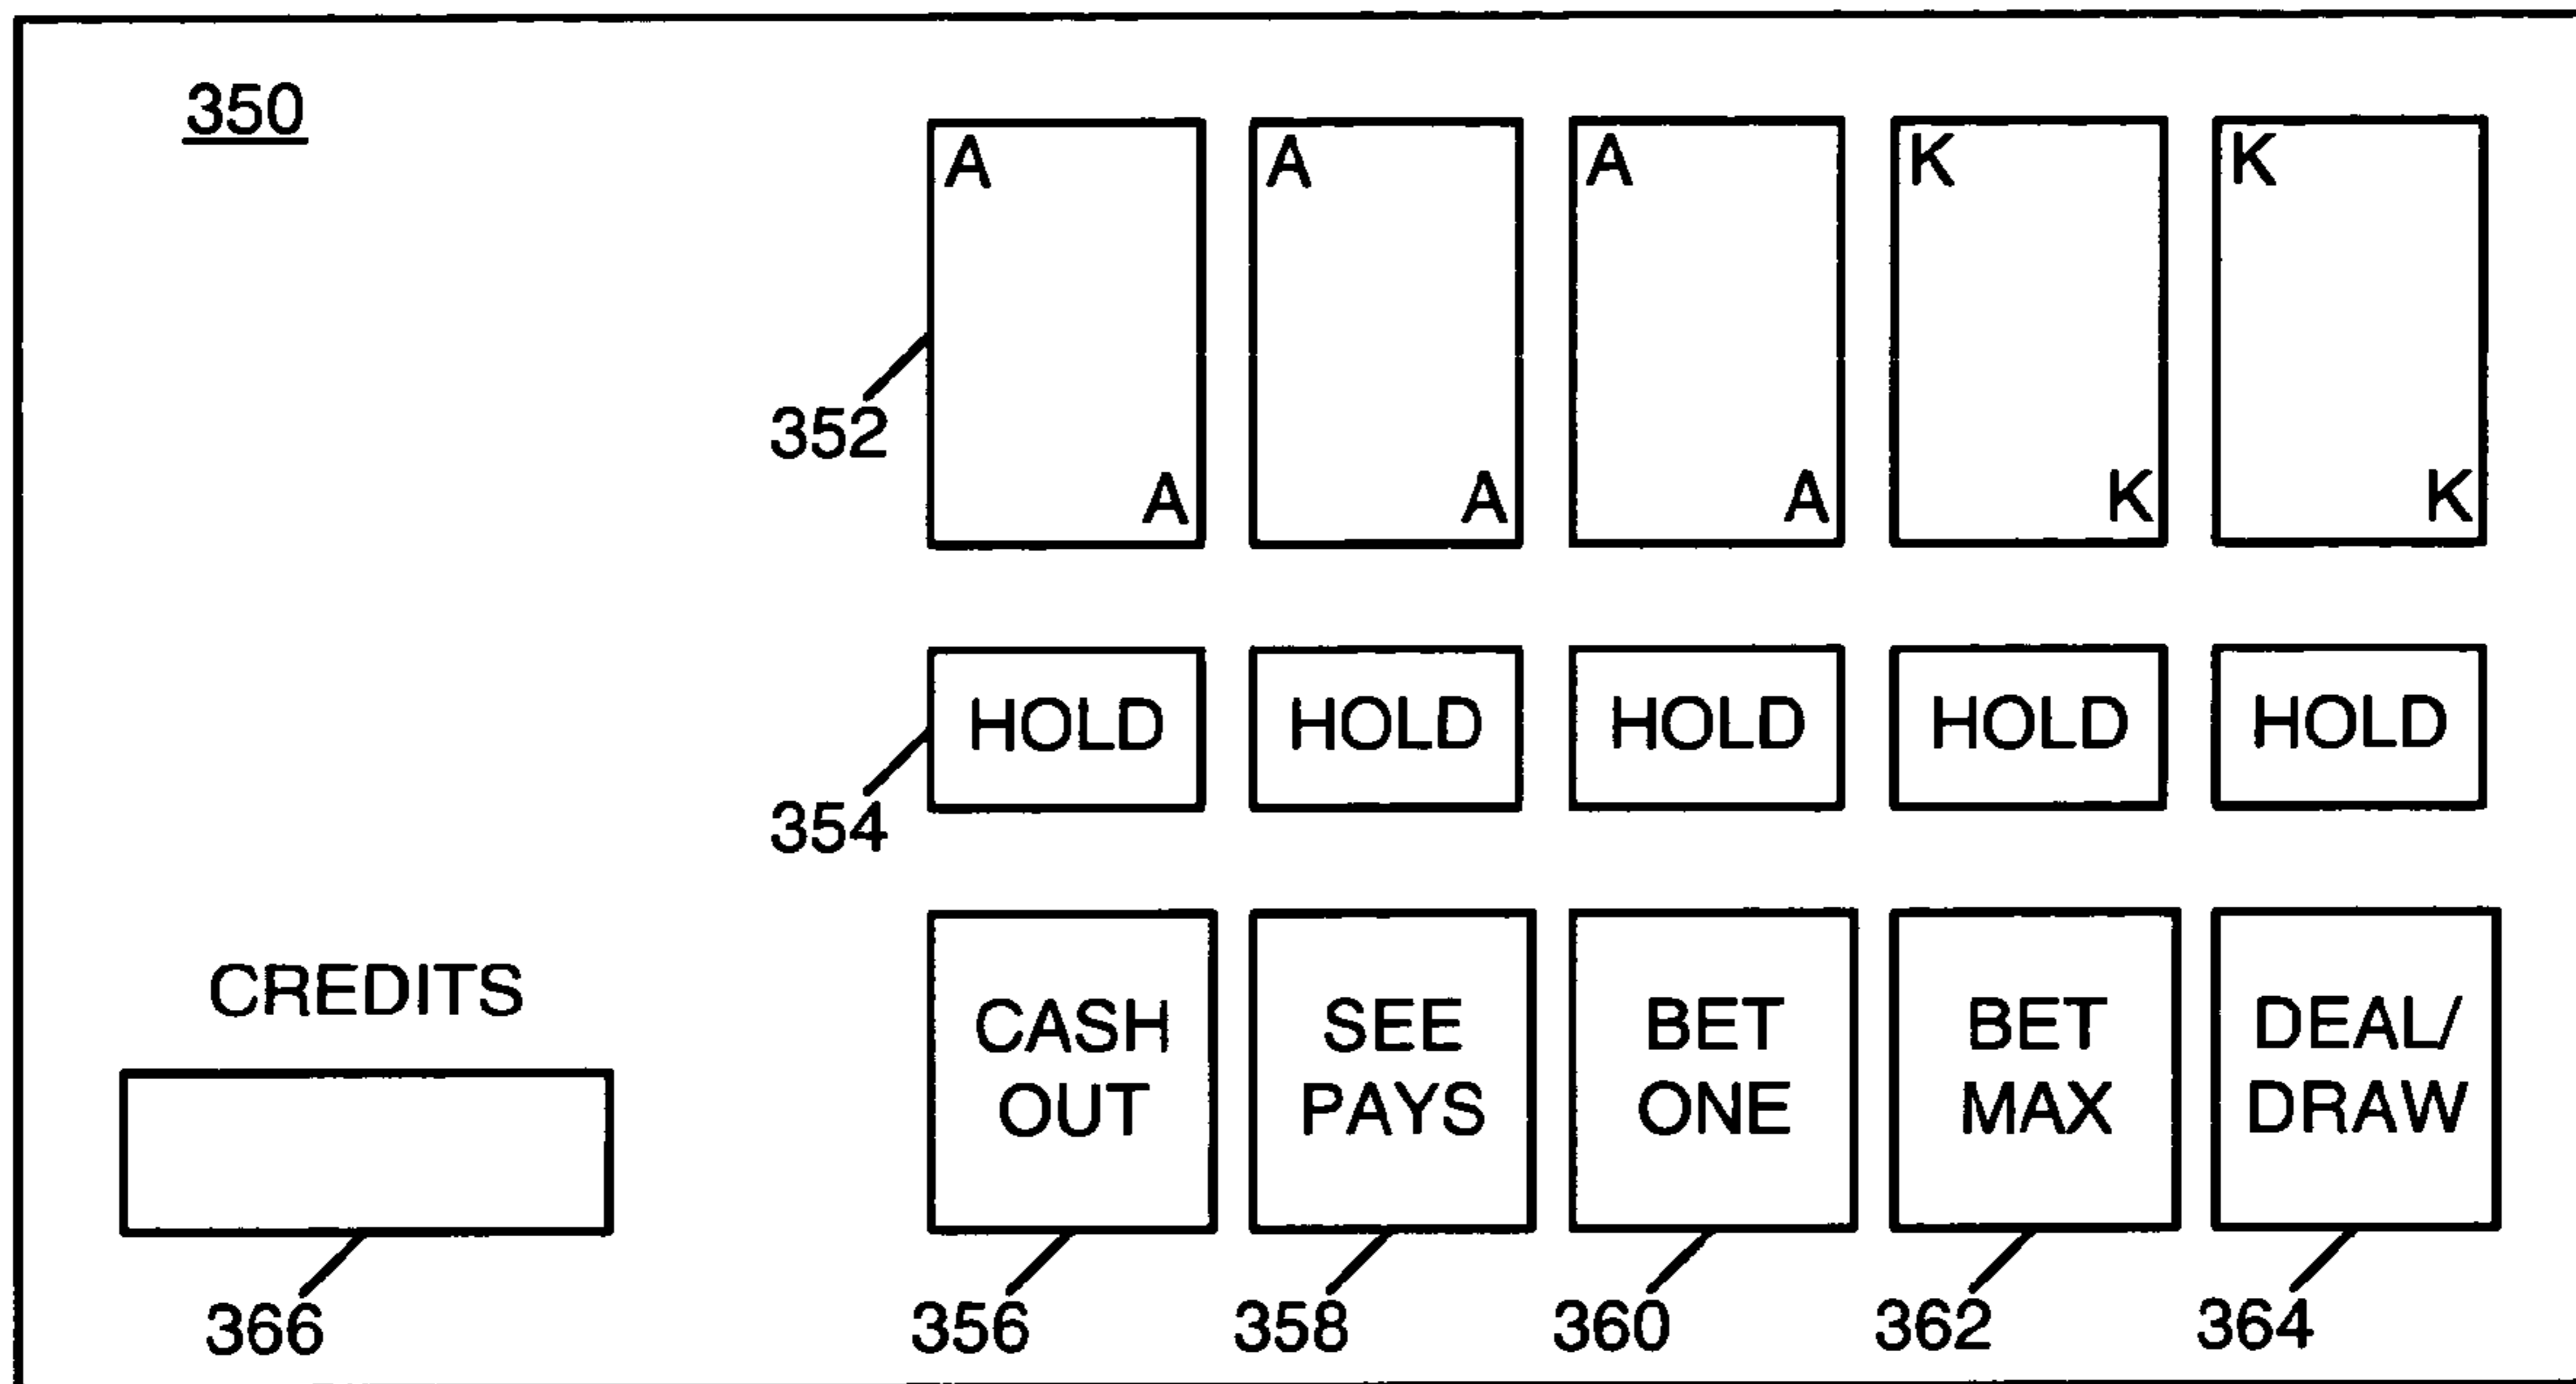 350
A A A K K
352
A A A K K
HOLD HOLD HOLD HOLD HOLD
354
CREDITS
CASH SEE BET BET DEAL/
OUT PAYS ONE MAX DRAW
366 356 358 360 362 364